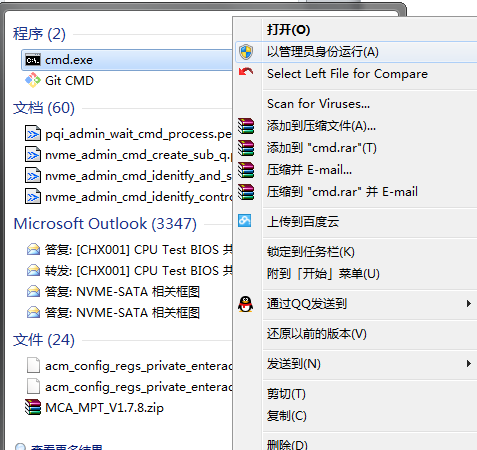 程序 (2)
cmd.exe
Git CMD
文档 (60)
pqi_admin_wait_cmd_process.pe
nvme_admin_cmd_create_sub_q.p
nvme_admin_cmd_idenitfy_and_s
nvme_admin_cmd_idenitfy_contro
Microsoft Outlook (3347)
答复: [CHX001] CPU Test BIOS 共
转发: [CHX001] CPU Test BIOS 共
答复: NVME-SATA 相关框图
答复: NVME-SATA 相关框图
文件 (24)
acm_config_regs_private_enterac
acm_config_regs_private_enterac
MCA_MPT_V1.7.8.zip
查看更多结果
打开(O)
以管理员身份运行(A)
Select Left File for Compare
Scan for Viruses...
添加到压缩文件(A)...
添加到 "cmd.rar"(T)
压缩并 E-mail...
压缩到 "cmd.rar" 并 E-mail
上传到百度云
锁定到任务栏(K)
附到「开始」菜单(U)
通过QQ发送到
还原以前的版本(V)
发送到(N)
剪切(T)
复制(C)
删除(D)